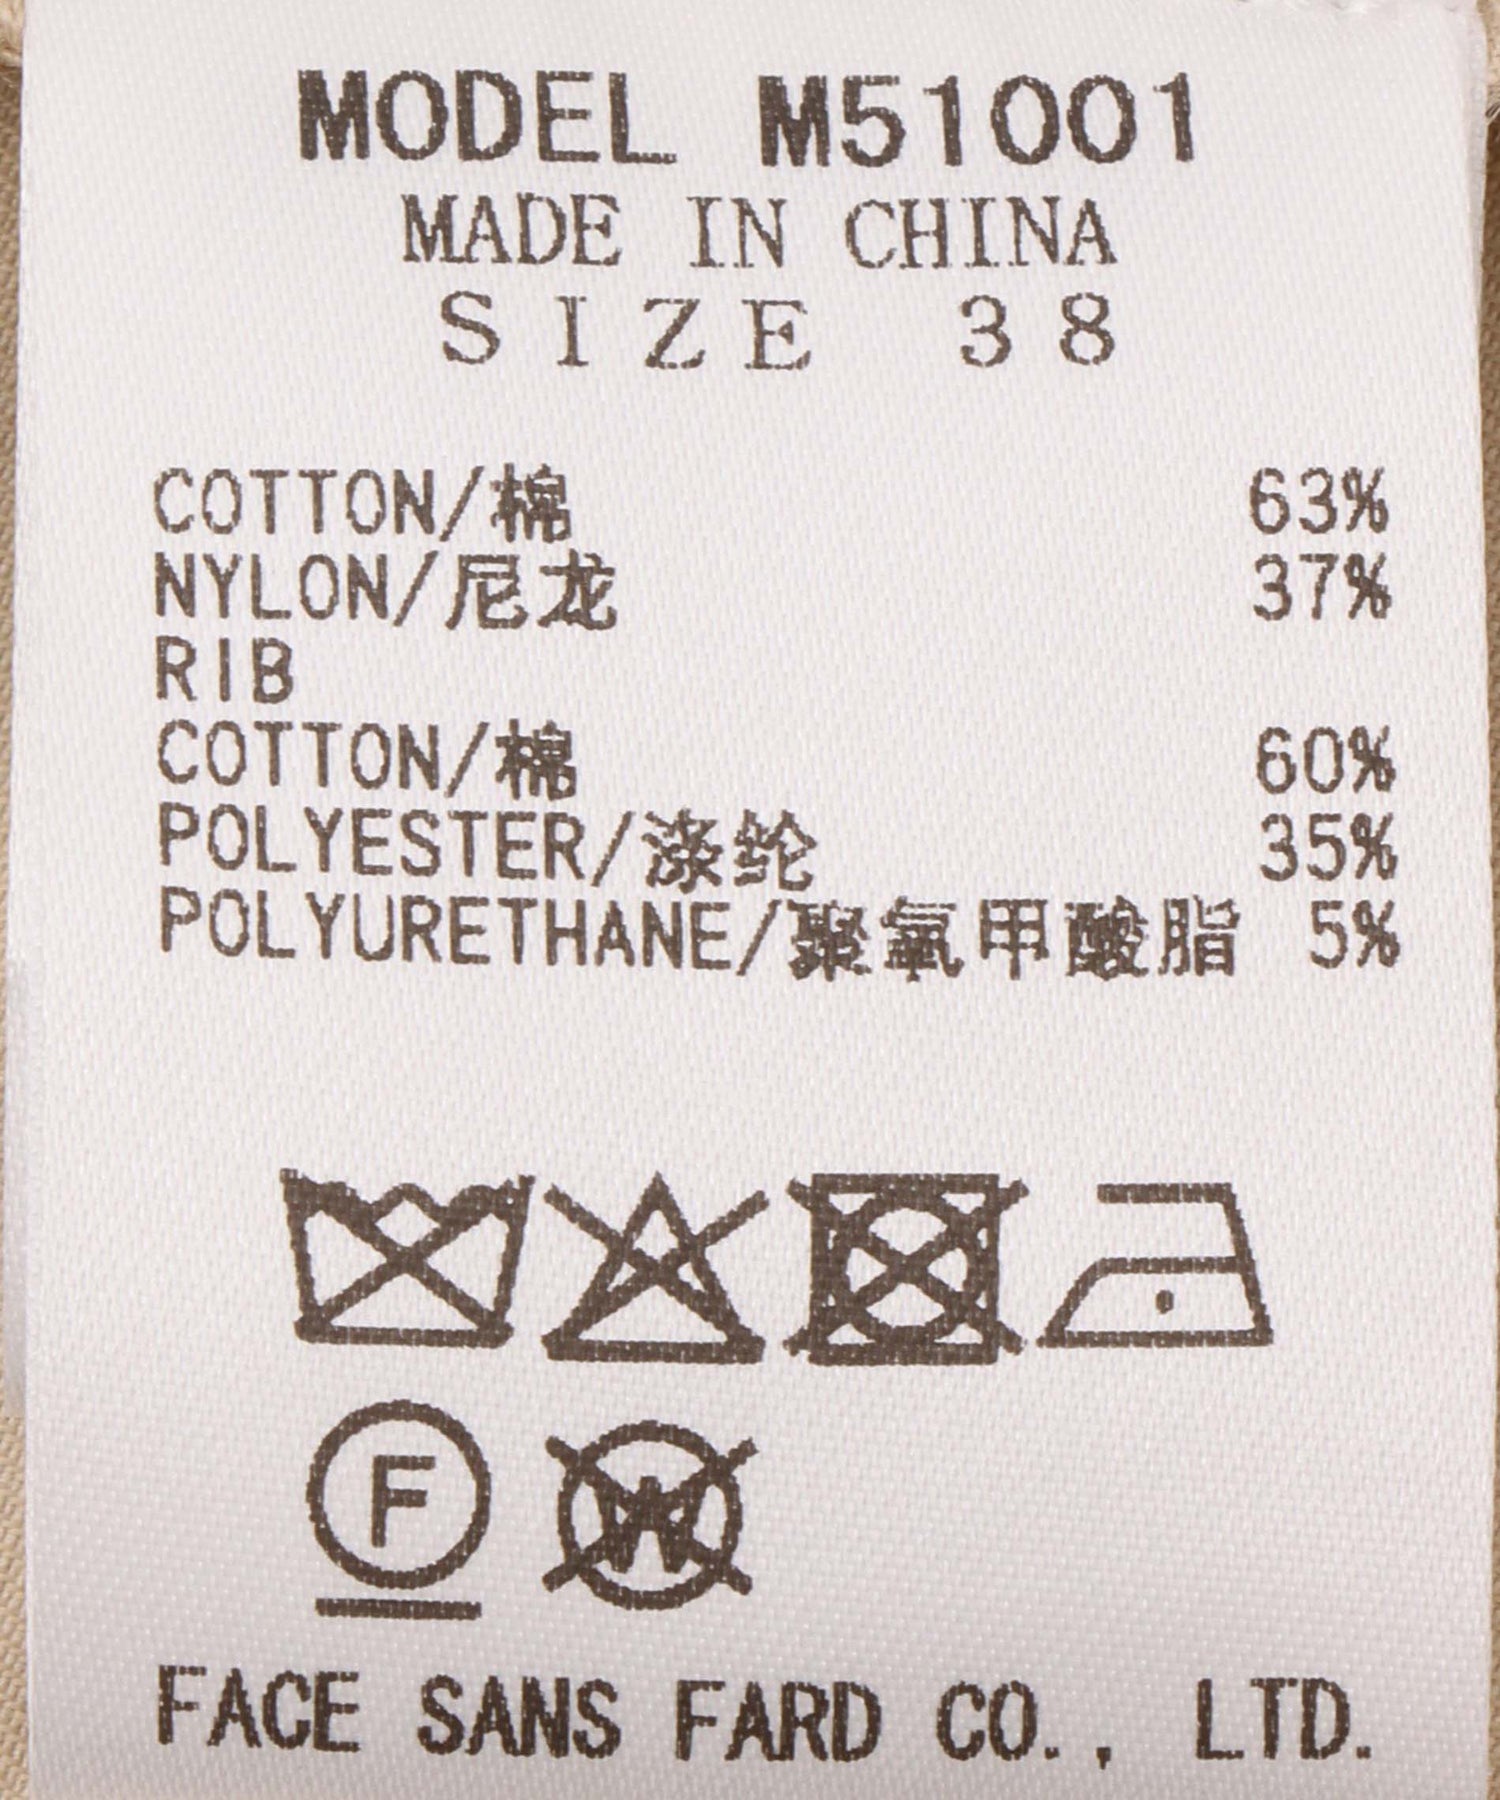 MODEL M51001
MADE IN CHINA
SIZE 38
COTTON/棉 63%
NYLON/尼龙 37%
RIB
COTTON/棉 60%
POLYESTER/涤纶 35%
POLYURETHANE/聚氧甲酸脂 5%
F W
FACE SANS FARD CO., LTD.